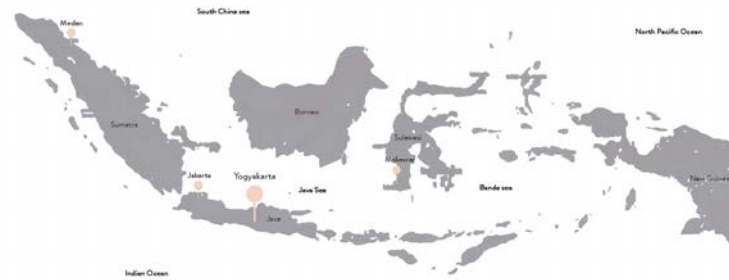 South China sea
Medan
North Pacific Ocean
Borneo
Sumatra
Sulawasi
Makassar
Jakarta
Yogyakarta
Java Sea
Banda sea
New Guinea
Java
Indian Ocean